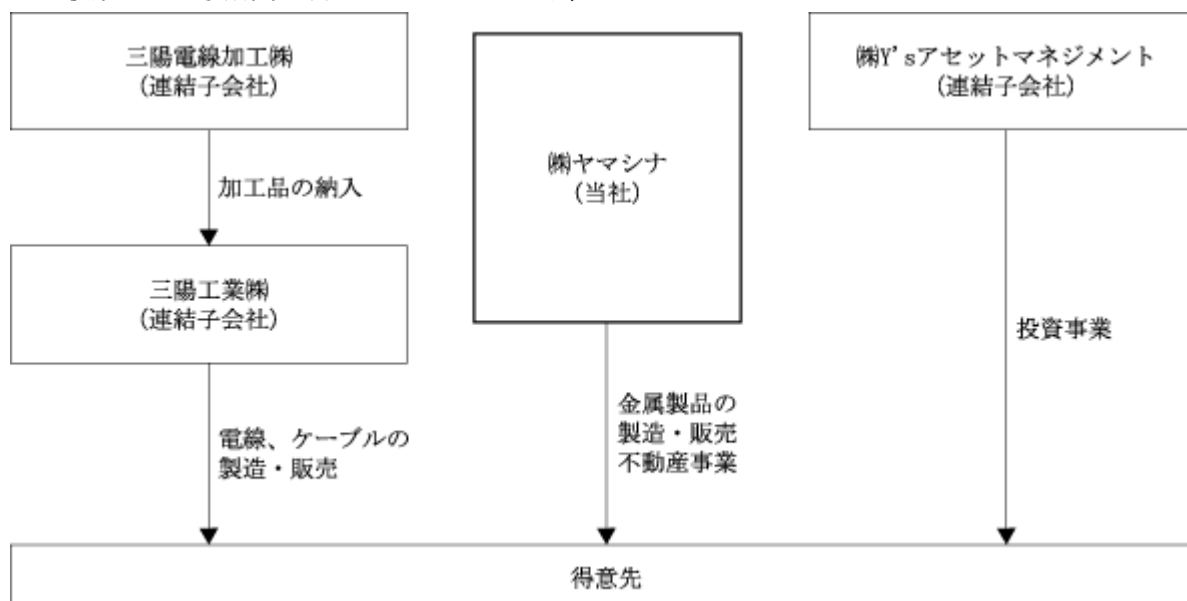 三陽電線加工㈱
(連結子会社)
㈱ヤマシナ
(当社)
㈱Y'sアセットマネジメント
(連結子会社)
加工品の納入
三陽工業㈱
(連結子会社)
投資事業
電線、ケーブルの
製造・販売
金属製品の
製造・販売
不動産事業
得意先